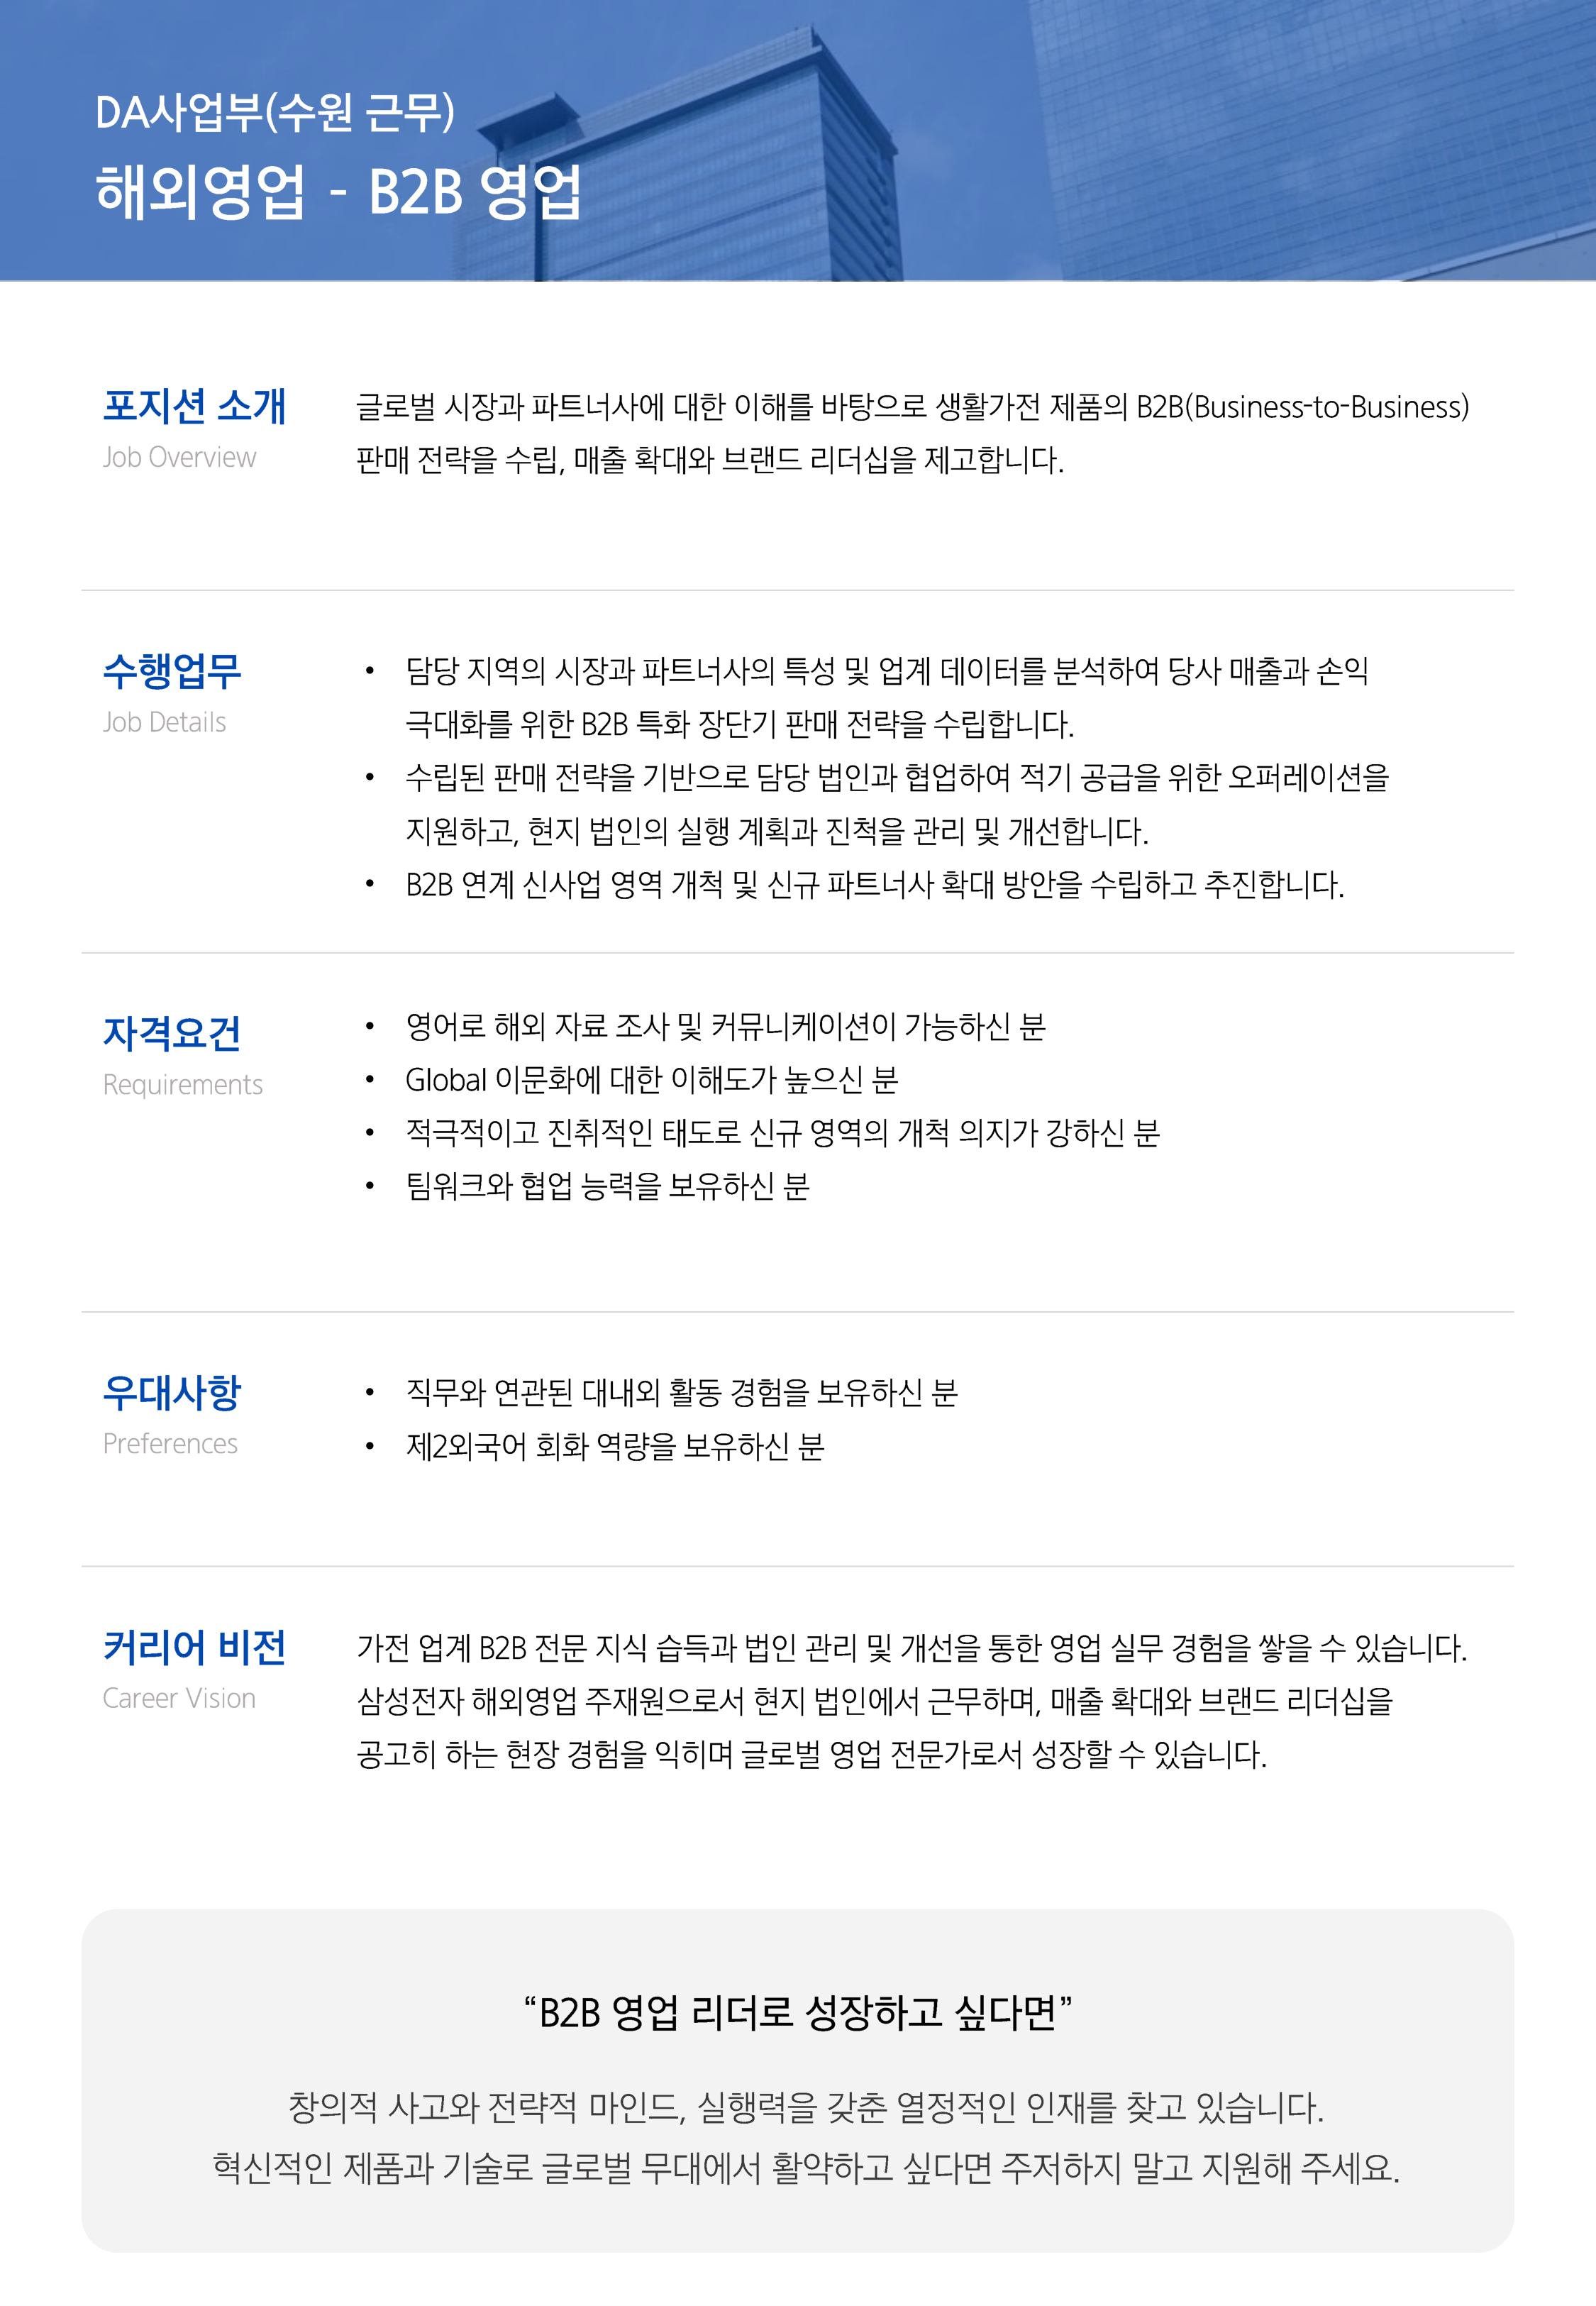 DA사업부(수원 근무)
해외영업 - B2B 영업
포지션 소개
Job Overview
글로벌 시장과 파트너사에 대한 이해를 바탕으로 생활가전 제품의 B2B(Business-to-Business)
판매 전략을 수립, 매출 확대와 브랜드 리더십을 제고합니다.
수행업무
Job Details
• 담당 지역의 시장과 파트너사의 특성 및 업계 데이터를 분석하여 당사 매출과 손익
극대화를 위한 B2B 특화 장단기 판매 전략을 수립합니다.
• 수립된 판매 전략을 기반으로 담당 법인과 협업하여 적기 공급을 위한 오퍼레이션을
지원하고, 현지 법인의 실행 계획과 진척을 관리 및 개선합니다.
• B2B 연계 신사업 영역 개척 및 신규 파트너사 확대 방안을 수립하고 추진합니다.
자격요건
Requirements
• 영어로 해외 자료 조사 및 커뮤니케이션이 가능하신 분
• Global 이문화에 대한 이해도가 높으신 분
• 적극적이고 진취적인 태도로 신규 영역의 개척 의지가 강하신 분
• 팀워크와 협업 능력을 보유하신 분
우대사항
Preferences
• 직무와 연관된 대내외 활동 경험을 보유하신 분
• 제2외국어 회화 역량을 보유하신 분
커리어 비전
Career Vision
가전 업계 B2B 전문 지식 습득과 법인 관리 및 개선을 통한 영업 실무 경험을 쌓을 수 있습니다.
삼성전자 해외영업 주재원으로서 현지 법인에서 근무하며, 매출 확대와 브랜드 리더십을
공고히 하는 현장 경험을 익히며 글로벌 영업 전문가로서 성장할 수 있습니다.
“B2B 영업 리더로 성장하고 싶다면”
창의적 사고와 전략적 마인드, 실행력을 갖춘 열정적인 인재를 찾고 있습니다.
혁신적인 제품과 기술로 글로벌 무대에서 활약하고 싶다면 주저하지 말고 지원해 주세요.